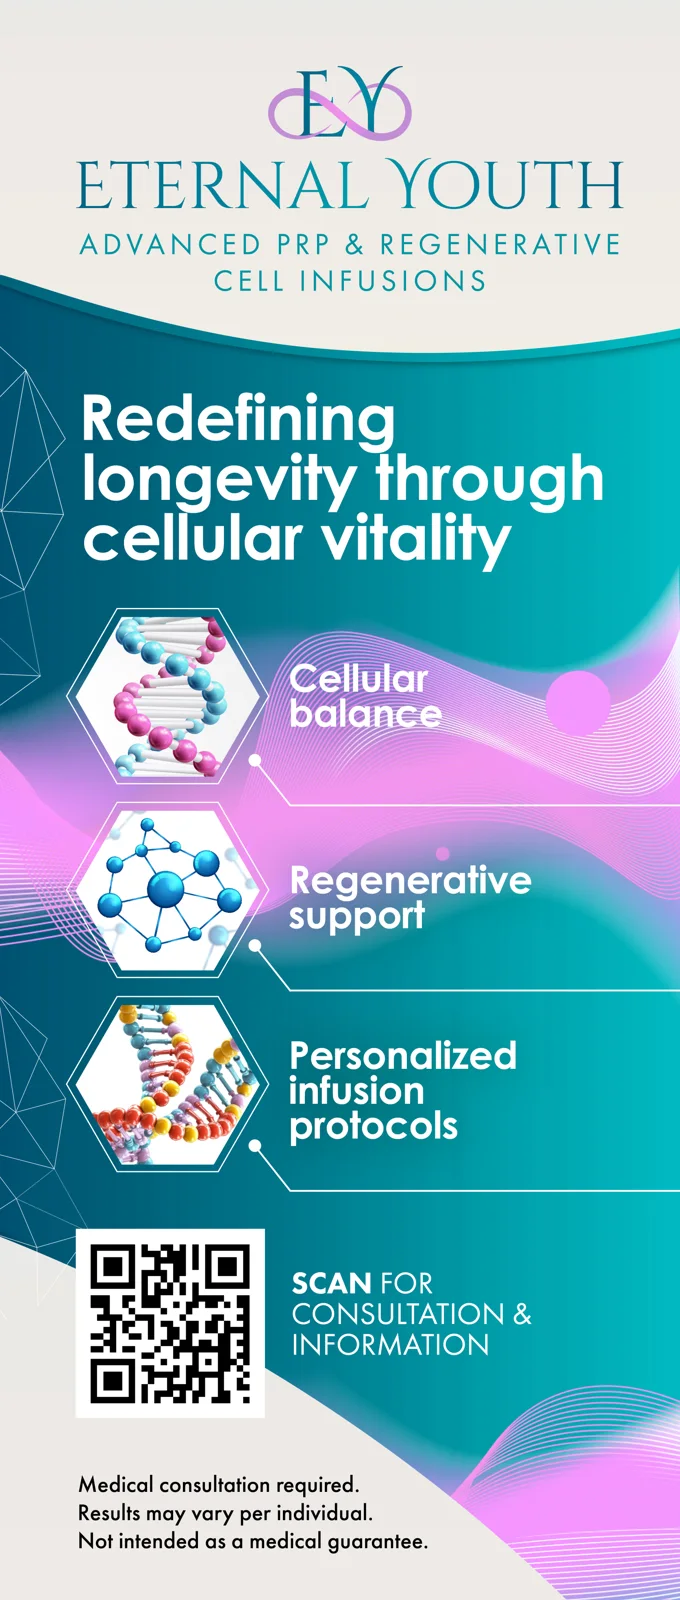 EY
ETERNAL YOUTH
ADVANCED PRP & REGENERATIVE
CELL INFUSIONS
Redefining
longevity through
cellular vitality
Cellular
balance
Regenerative
support
Personalized
infusion
protocols
SCAN FOR
CONSULTATION &
INFORMATION
Medical consultation required.
Results may vary per individual.
Not intended as a medical guarantee.